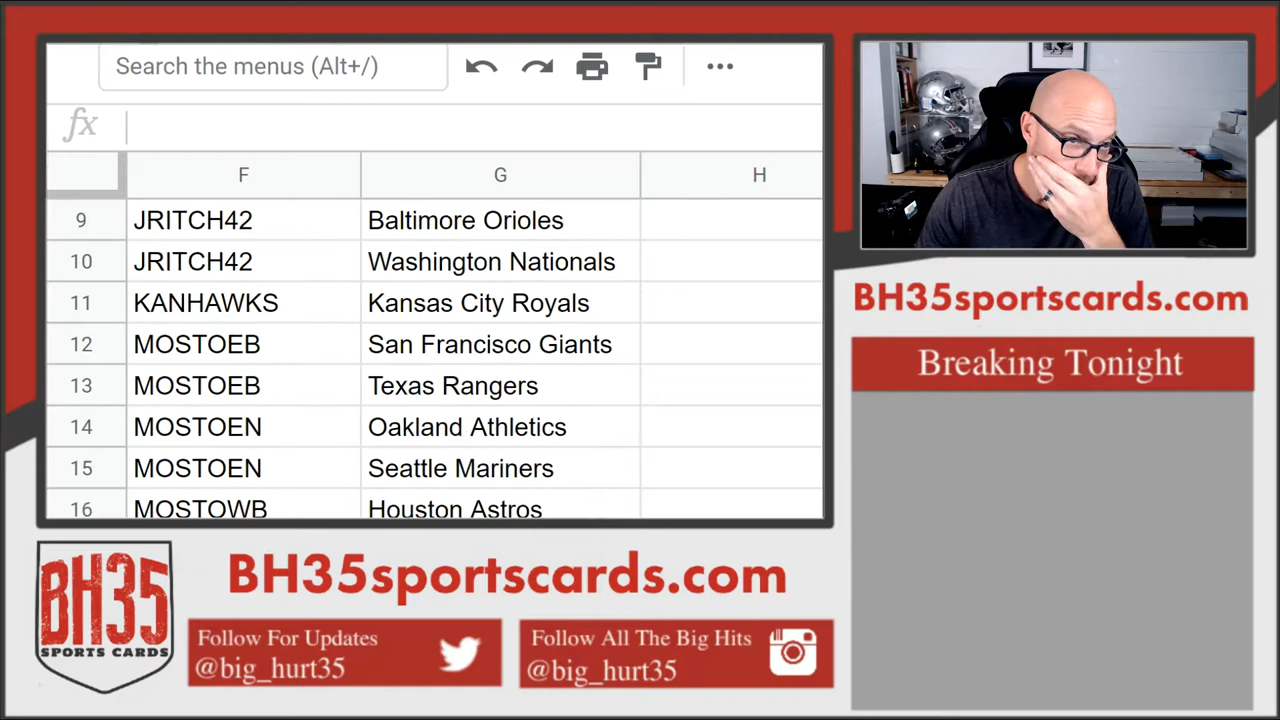 Search the menus (Alt+/)
fx
F G H
9 JRITCH42 Baltimore Orioles
10 JRITCH42 Washington Nationals
11 KANHAWKS Kansas City Royals
12 MOSTOEB San Francisco Giants
13 MOSTOEB Texas Rangers
14 MOSTOEN Oakland Athletics
15 MOSTOEN Seattle Mariners
16 MOSTOWB Houston Astros
BH35sportscards.com
Breaking Tonight
BH35
SPORTS CARDS
BH35sportscards.com
Follow For Updates
@big_hurt35
Follow All The Big Hits
@big_hurt35